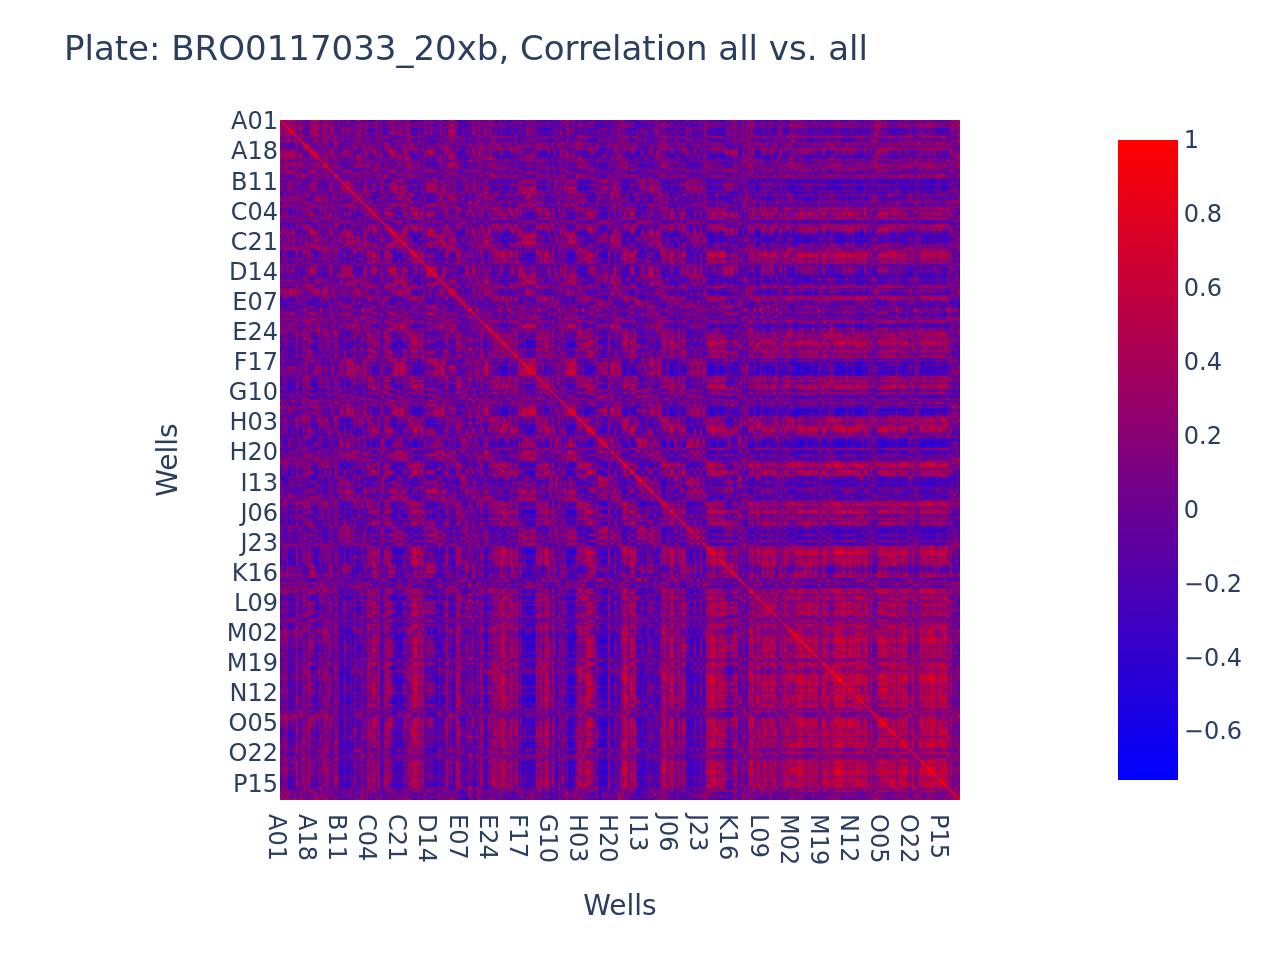 Plate: BRO0117033_20xb, Correlation all vs. all
A01
A18
B11
C04
C21
D14
E07
E24
F17
G10
H03
H20
I13
J06
J23
K16
L09
M02
M19
N12
O05
O22
P15
Wells
A01
A18
B11
C04
C21
D14
E07
E24
F17
G10
H03
H20
I13
J06
J23
K16
L09
M02
M19
N12
O05
O22
P15
Wells
1
0.8
0.6
0.4
0.2
0
−0.2
−0.4
−0.6